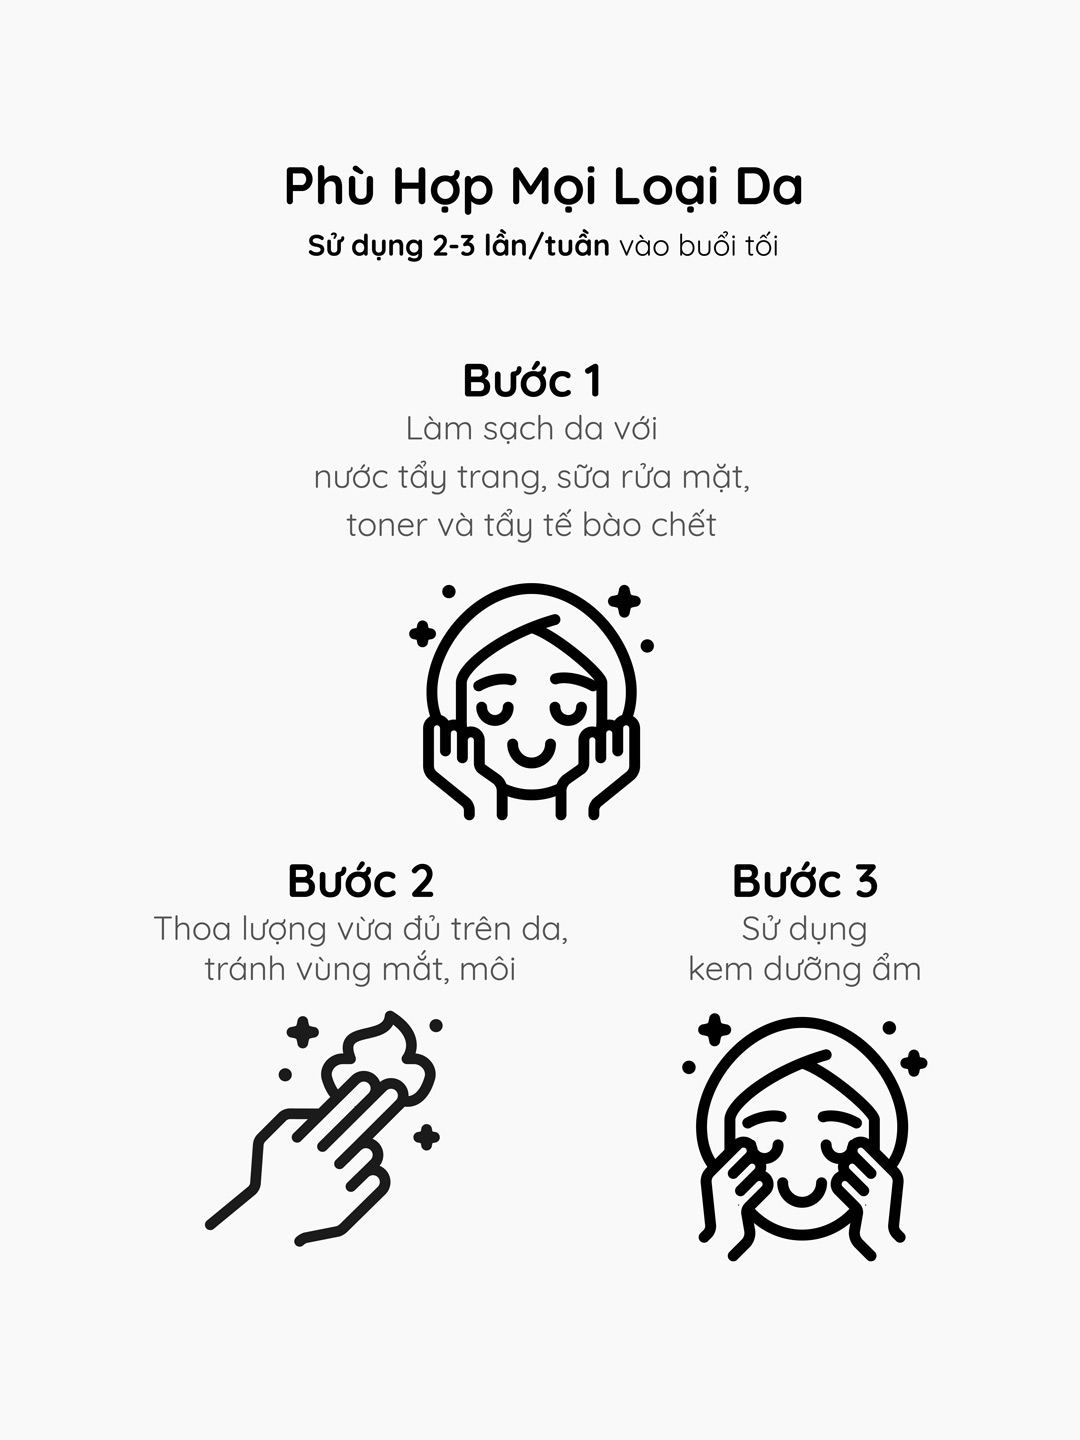 Phù Hợp Mọi Loại Da
Sử dụng 2-3 lần/tuần vào buổi tối
Bước 1
Làm sạch da với
nước tẩy trang, sữa rửa mặt,
toner và tẩy tế bào chết
Bước 2
Thoa lượng vừa đủ trên da,
tránh vùng mắt, môi
Bước 3
Sử dụng
kem dưỡng ẩm